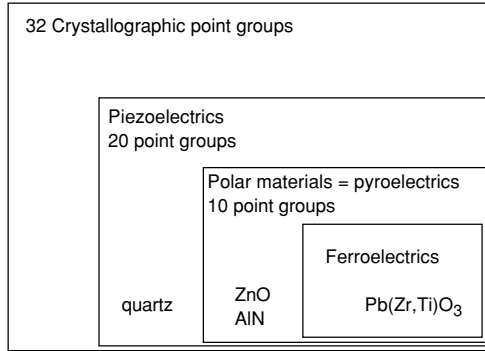 32 Crystallographic point groups
Piezoelectrics
20 point groups
Polar materials = pyroelectrics
10 point groups
Ferroelectrics
quartz
ZnO
AlN
Pb(Zr,Ti)O₃